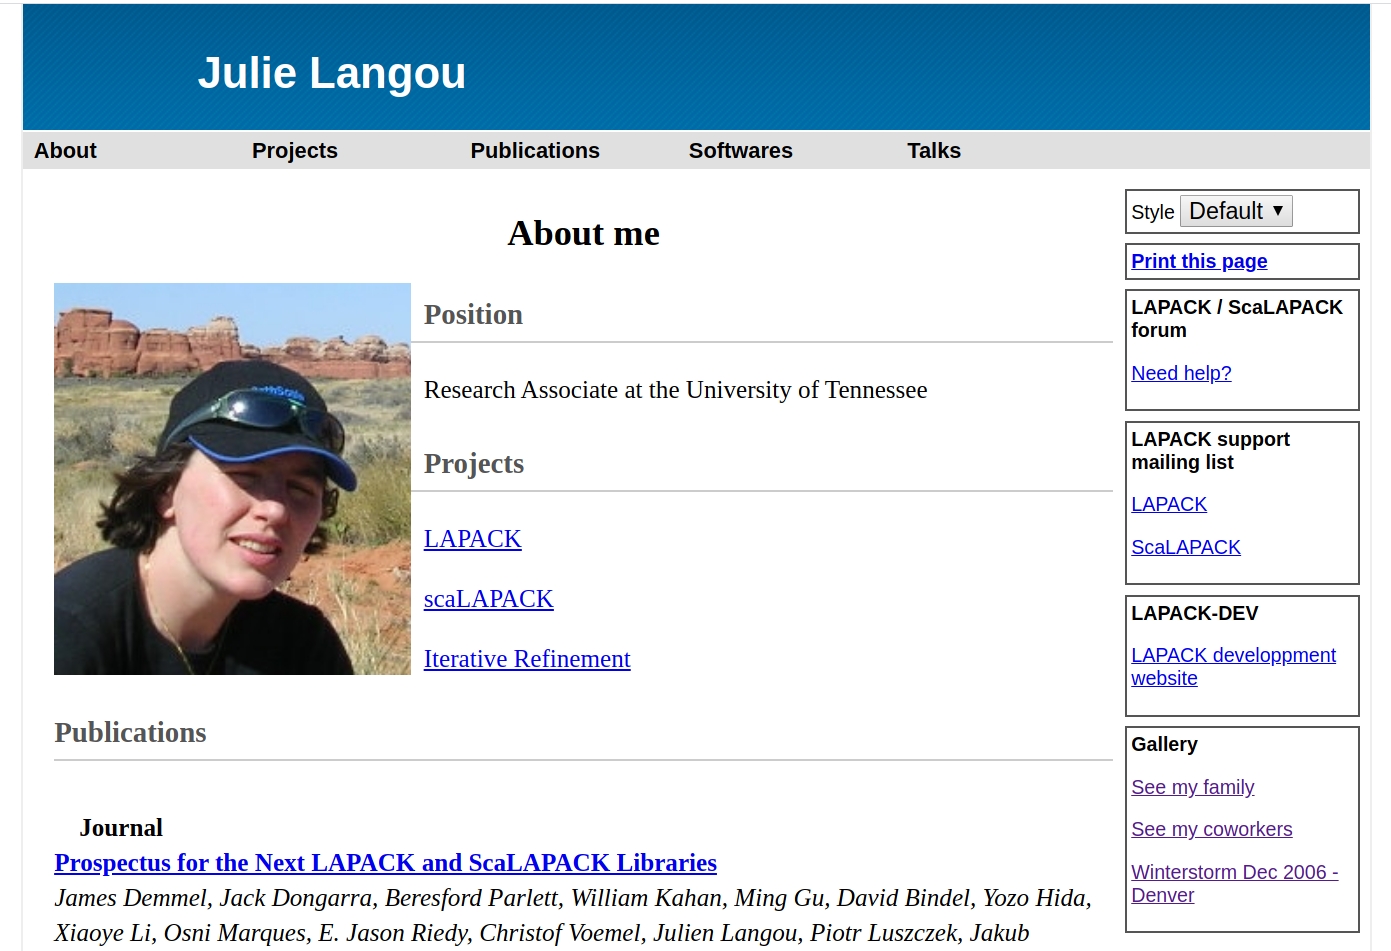 Julie Langou
About
Projects
Publications
Softwares
Talks
About me
Position
Research Associate at the University of Tennessee
Projects
LAPACK
scaLAPACK
Iterative Refinement
Publications
Journal
Prospectus for the Next LAPACK and ScaLAPACK Libraries
James Demmel, Jack Dongarra, Beresford Parlett, William Kahan, Ming Gu, David Bindel, Yozo Hida,
Xiaoye Li, Osni Marques, E. Jason Riedy, Christof Voemel, Julien Langou, Piotr Luszczek, Jakub
Style Default
Print this page
LAPACK / ScaLAPACK
forum
Need help?
LAPACK support
mailing list
LAPACK
ScaLAPACK
LAPACK-DEV
LAPACK developpment
website
Gallery
See my family
See my coworkers
Winterstorm Dec 2006 -
Denver